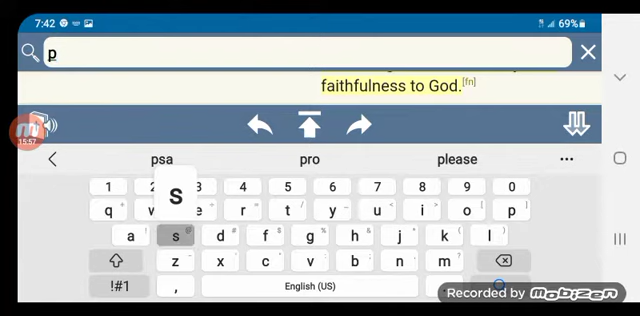 7:42 69%
p
faithfulness to God.[fn]
15:57
psa pro please
1 2 3 4 5 6 7 8 9 0
q w e r t y u i o p
s
a s d f g h j k l
z x c v b n m
!#1 , English (US) .
Recorded by MOBIZEN